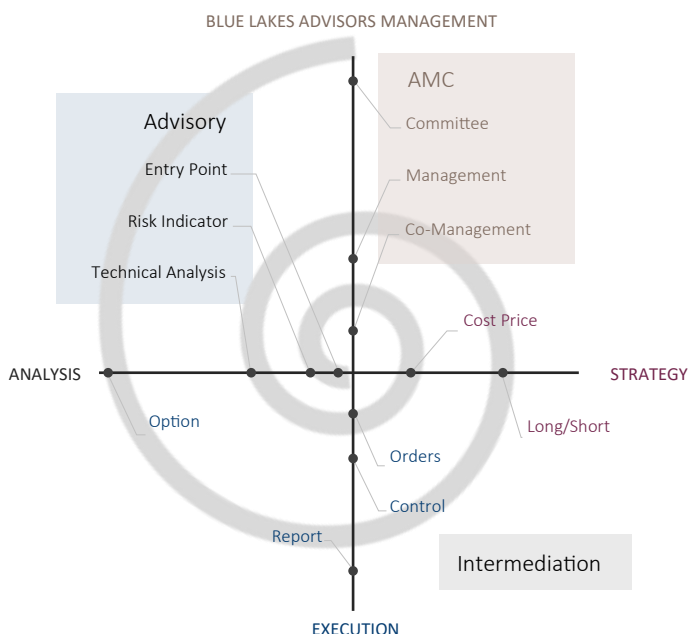 BLUE LAKES ADVISORS MANAGEMENT
AMC
Advisory
Committee
Entry Point
Management
Risk Indicator
Co-Management
Technical Analysis
Cost Price
ANALYSIS
STRATEGY
Option
Long/Short
Orders
Control
Report
Intermediation
EXECUTION